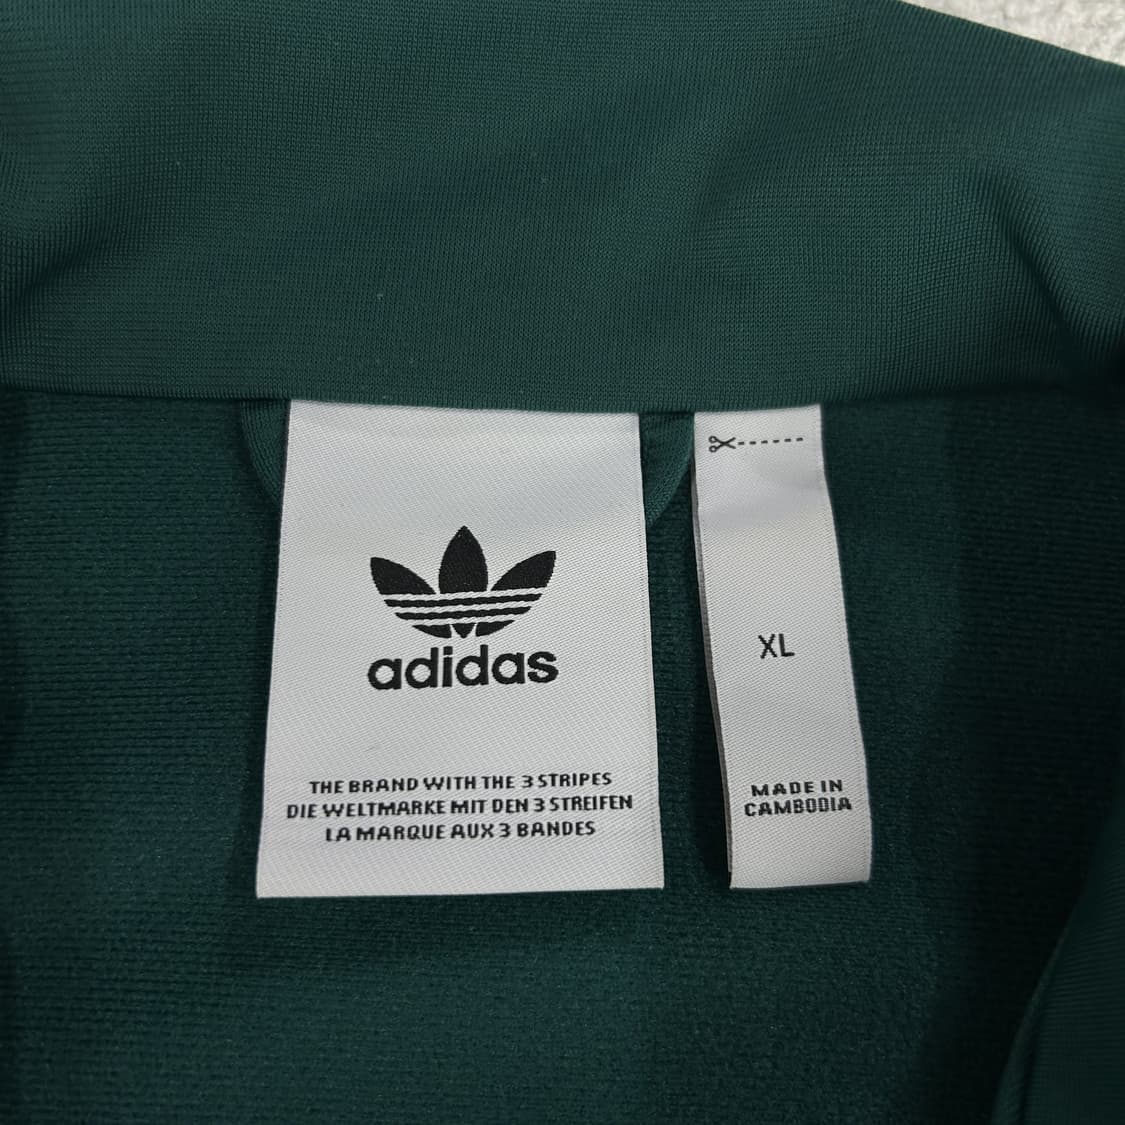 adidas
THE BRAND WITH THE 3 STRIPES
DIE WELTMARKE MIT DEN 3 STREIFEN
LA MARQUE AUX 3 BANDES
XL
MADE IN
CAMBODIA